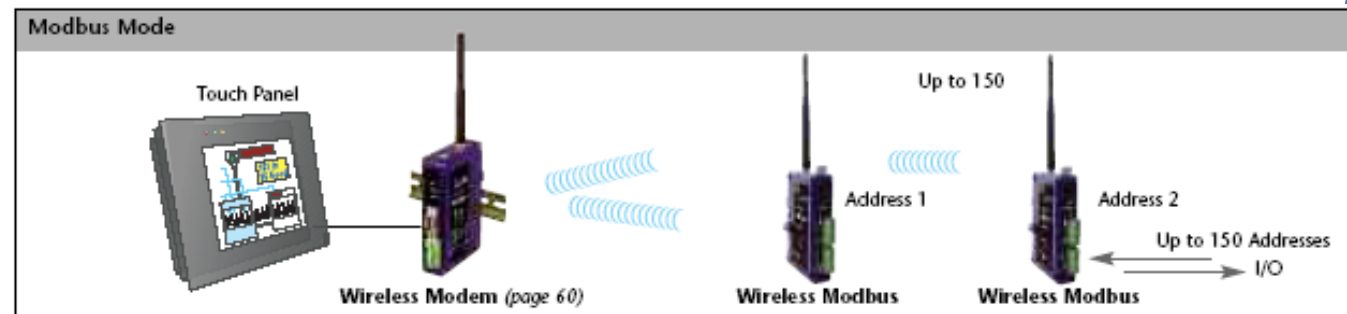 Modbus Mode
Touch Panel
Up to 150
Address 1
Address 2
Up to 150 Addresses
I/O
Wireless Modem (page 60)
Wireless Modbus
Wireless Modbus